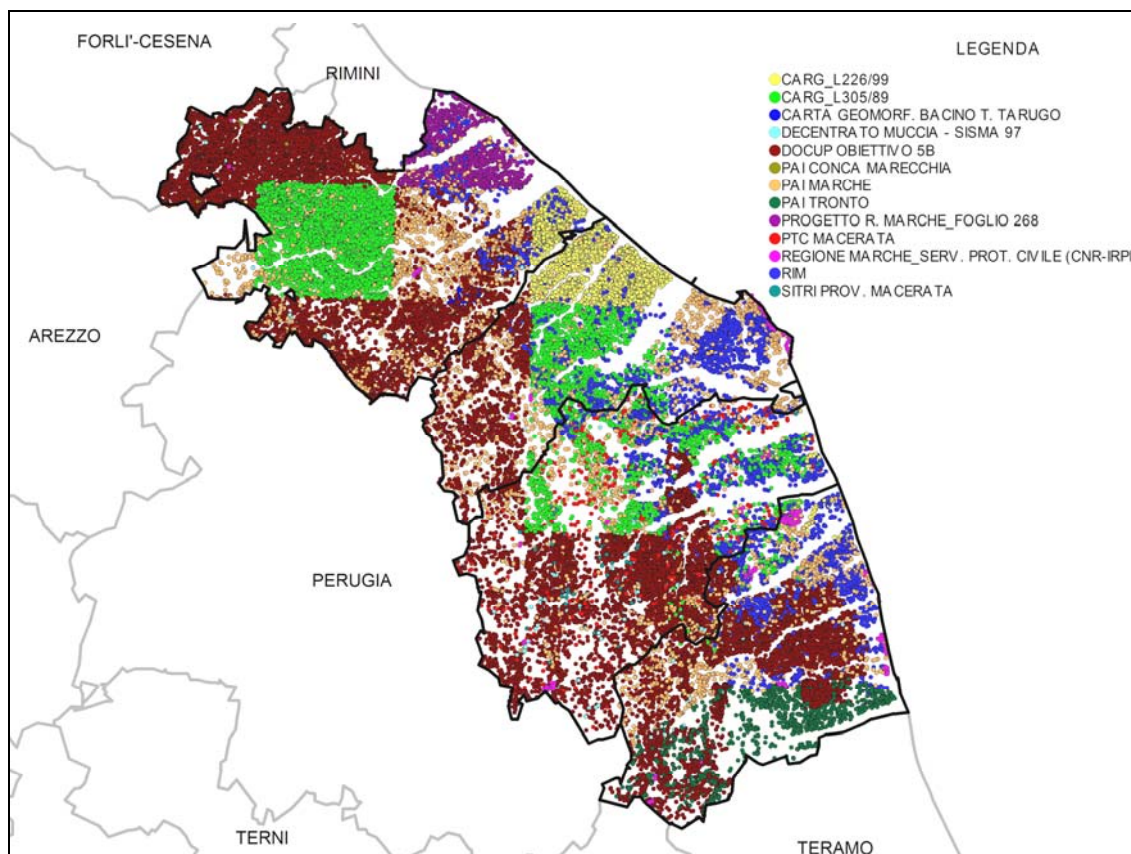 FORLI'-CESENA
RIMINI
LEGENDA
CARG_L226/99
CARG_L305/89
CARTA GEOMORF. BACINO T. TARUGO
DECENTRATO MUCCIA - SISMA 97
DOCUP OBIETTIVO 5B
PAI CONCA MARECCHIA
PAI MARCHE
PAI TRONTO
PROGETTO R. MARCHE_FOGLIO 268
PTC MACERATA
REGIONE MARCHE_SERV. PROT. CIVILE (CNR-IRPI
RIM
SITRI PROV. MACERATA
AREZZO
PERUGIA
TERNI
TERAMO